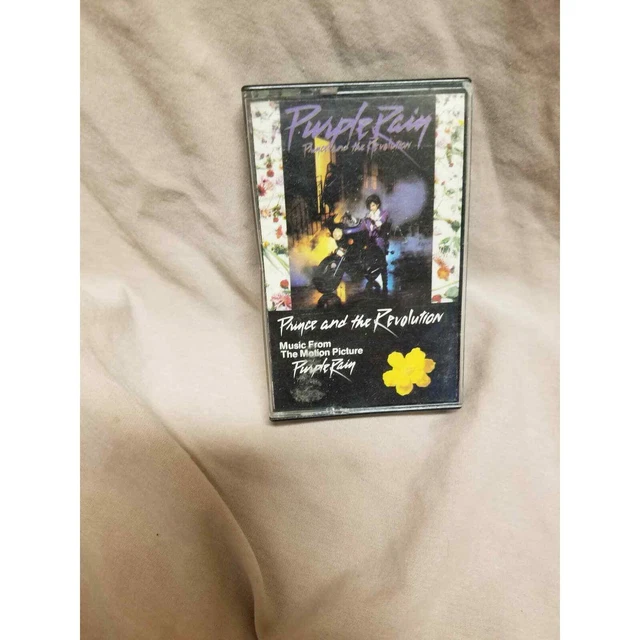 Purple Rain
Prince and the Revolution
Prince and the Revolution
Music From
The Motion Picture
Purple Rain